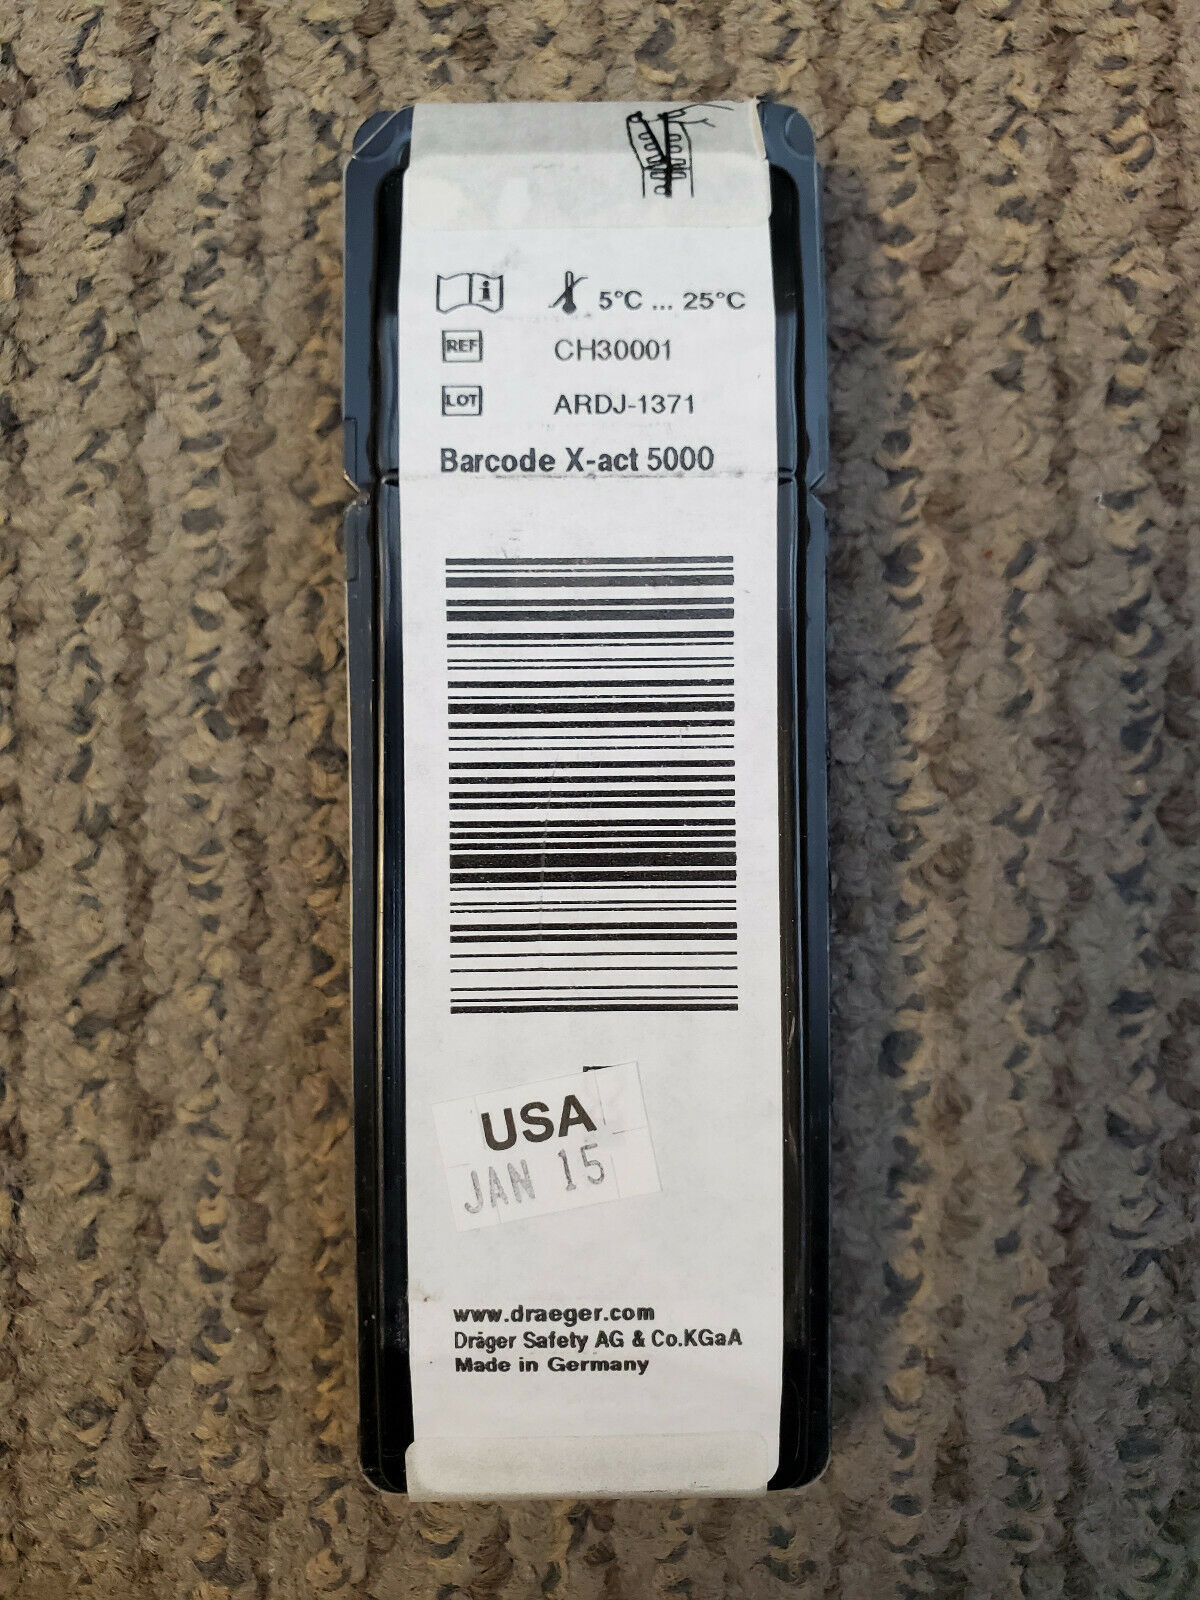 5°C ... 25°C
REF CH30001
LOT ARDJ-1371
Barcode X-act 5000
USA
JAN 15
www.draeger.com
Dräger Safety AG & Co.KGaA
Made in Germany